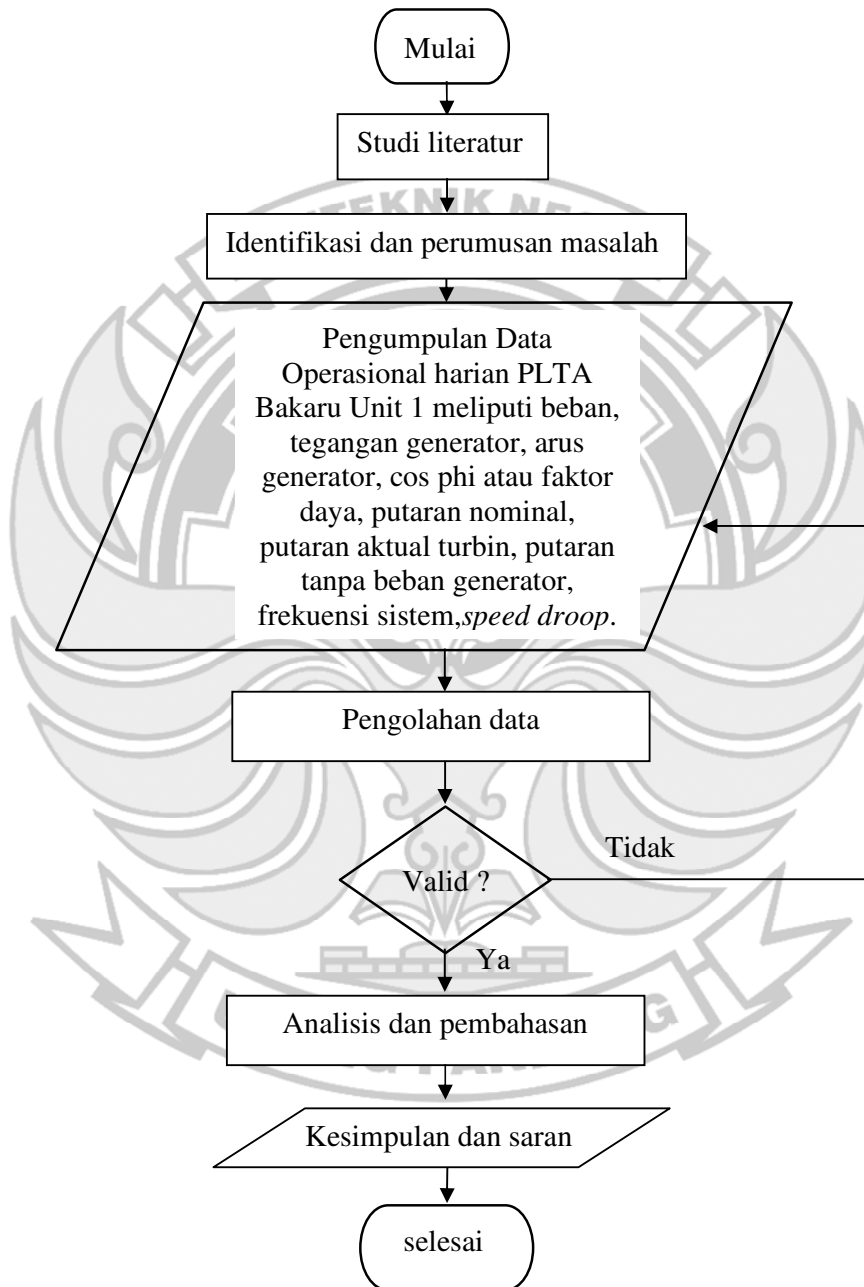 Mulai
Studi literatur
Identifikasi dan perumusan masalah
Pengumpulan Data
Operasional harian PLTA
Bakaru Unit 1 meliputi beban,
tegangan generator, arus
generator, cos phi atau faktor
daya, putaran nominal,
putaran aktual turbin, putaran
tanpa beban generator,
frekuensi sistem,speed droop.
Pengolahan data
Tidak
Valid ?
Ya
Analisis dan pembahasan
Kesimpulan dan saran
selesai